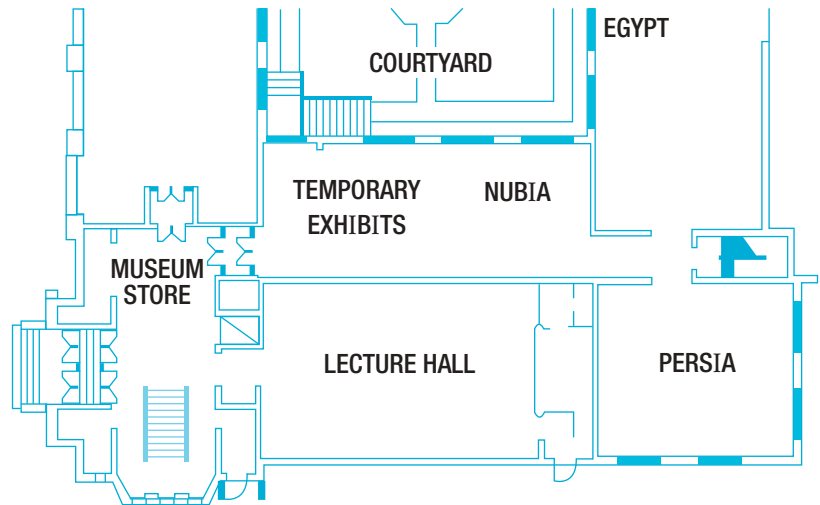 EGYPT
COURTYARD
TEMPORARY
EXHIBITS
NUBIA
MUSEUM
STORE
LECTURE HALL
PERSIA